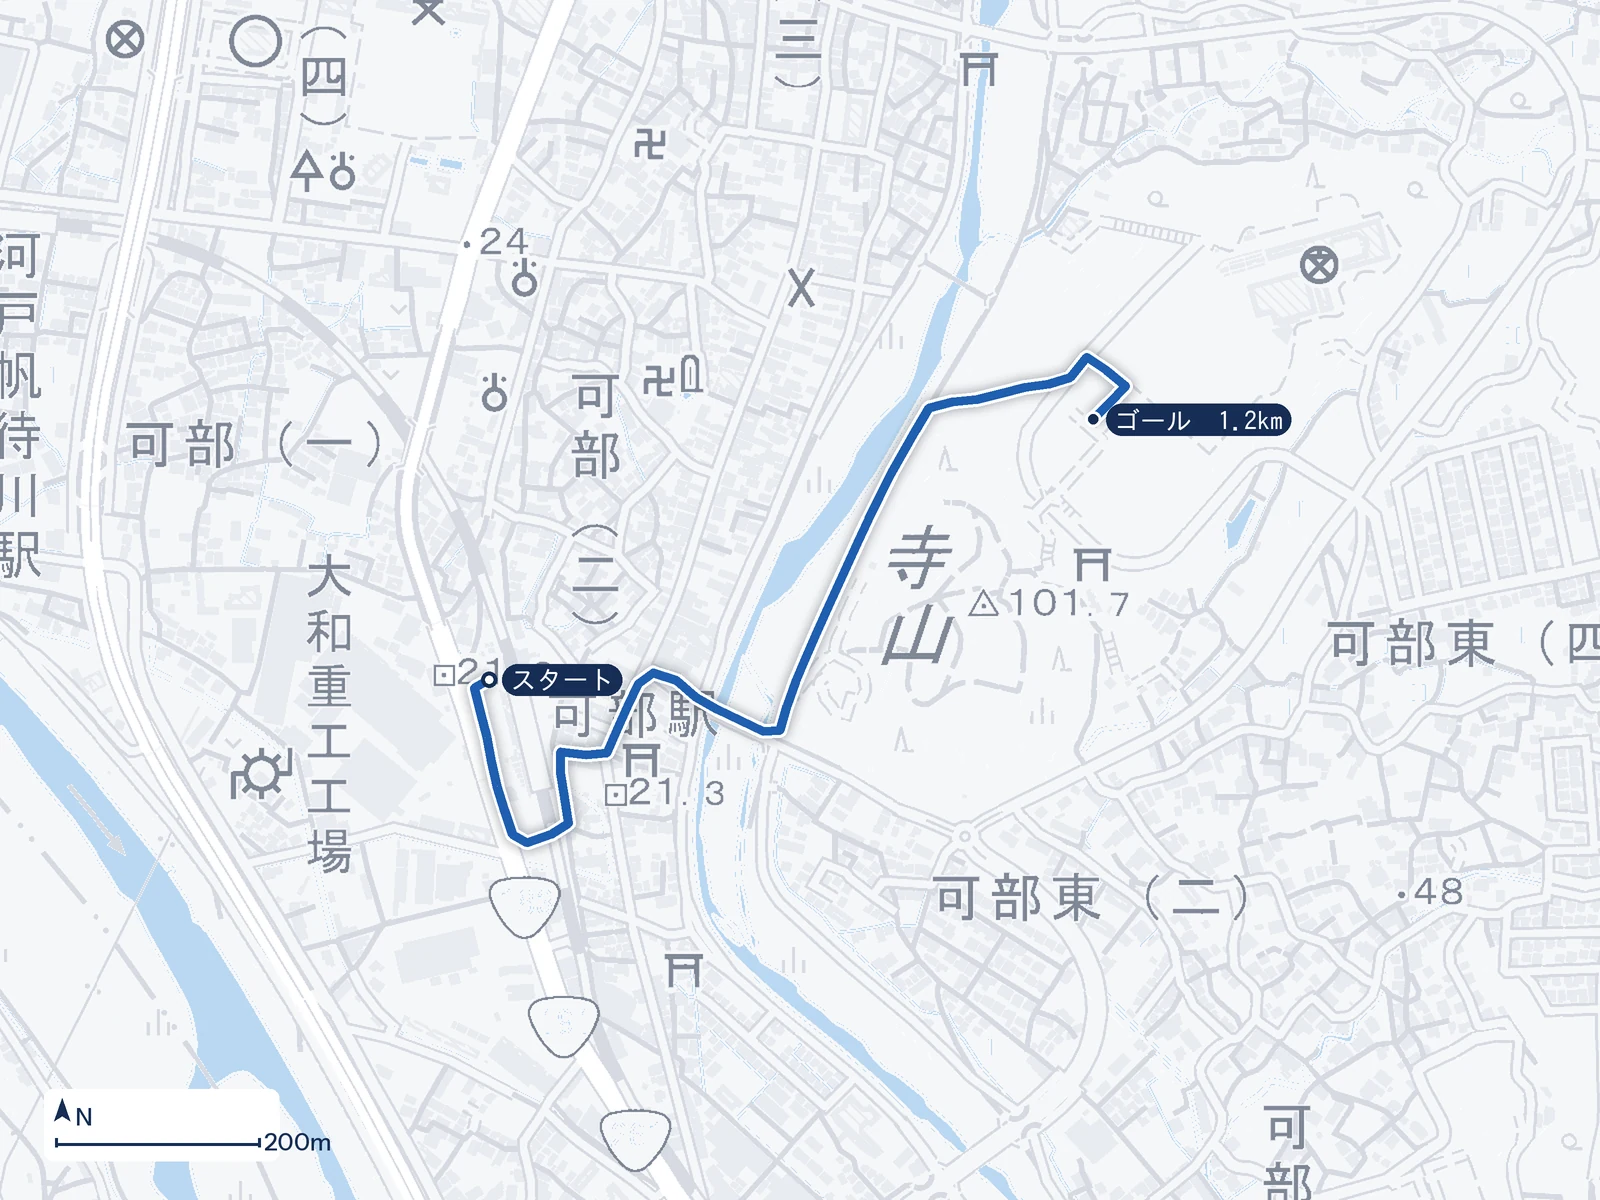 （四）
三）
24
河戸帆待川駅
可部（一）
可部（二）
ゴール 1.2km
寺山
101.7
大和重工工場
可部東（四
スタート
可部駅
21.3
可部東（二）
48
N
200m
可部